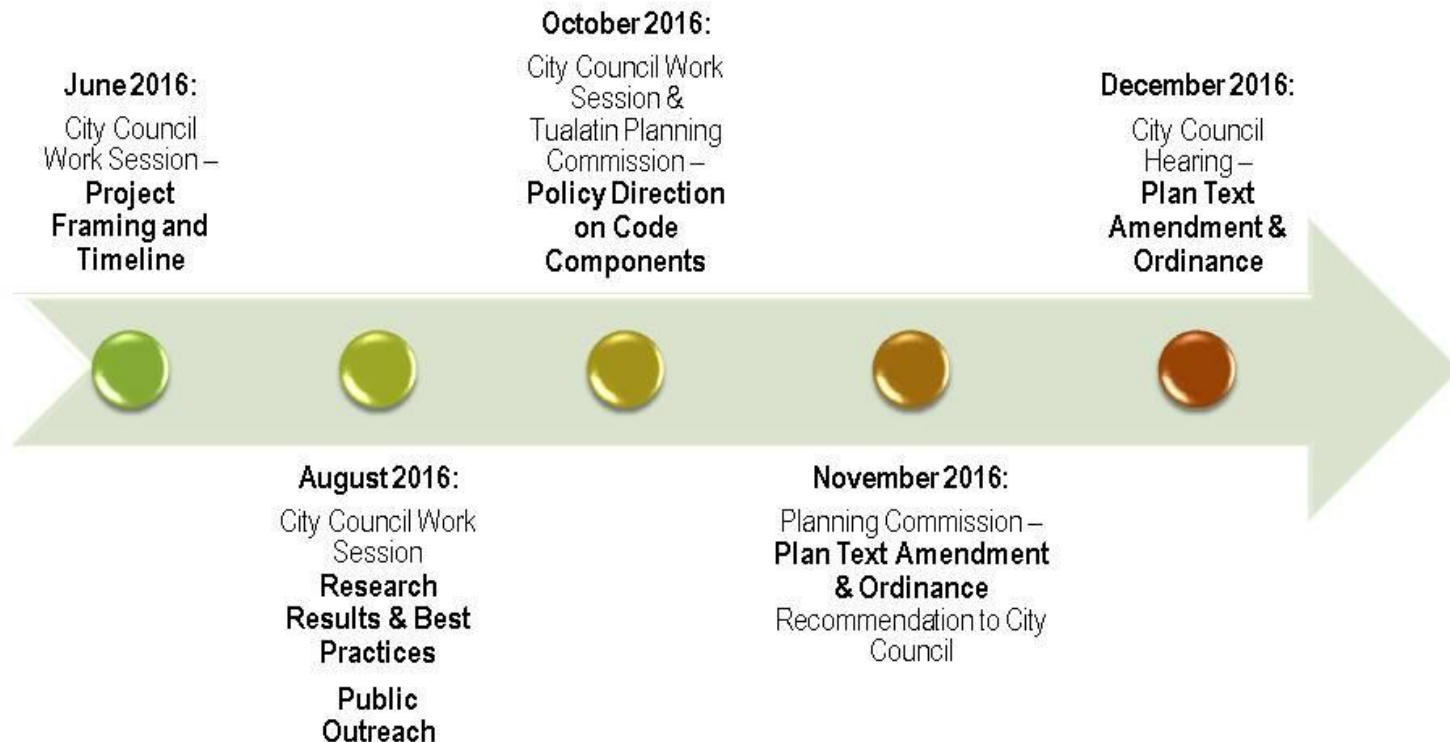 June 2016:
City Council
Work Session –
Project
Framing and
Timeline
August 2016:
City Council Work
Session
Research
Results & Best
Practices
Public
Outreach
October 2016:
City Council Work
Session &
Tualatin Planning
Commission –
Policy Direction
on Code
Components
November 2016:
Planning Commission –
Plan Text Amendment
& Ordinance
Recommendation to City
Council
December 2016:
City Council
Hearing –
Plan Text
Amendment &
Ordinance